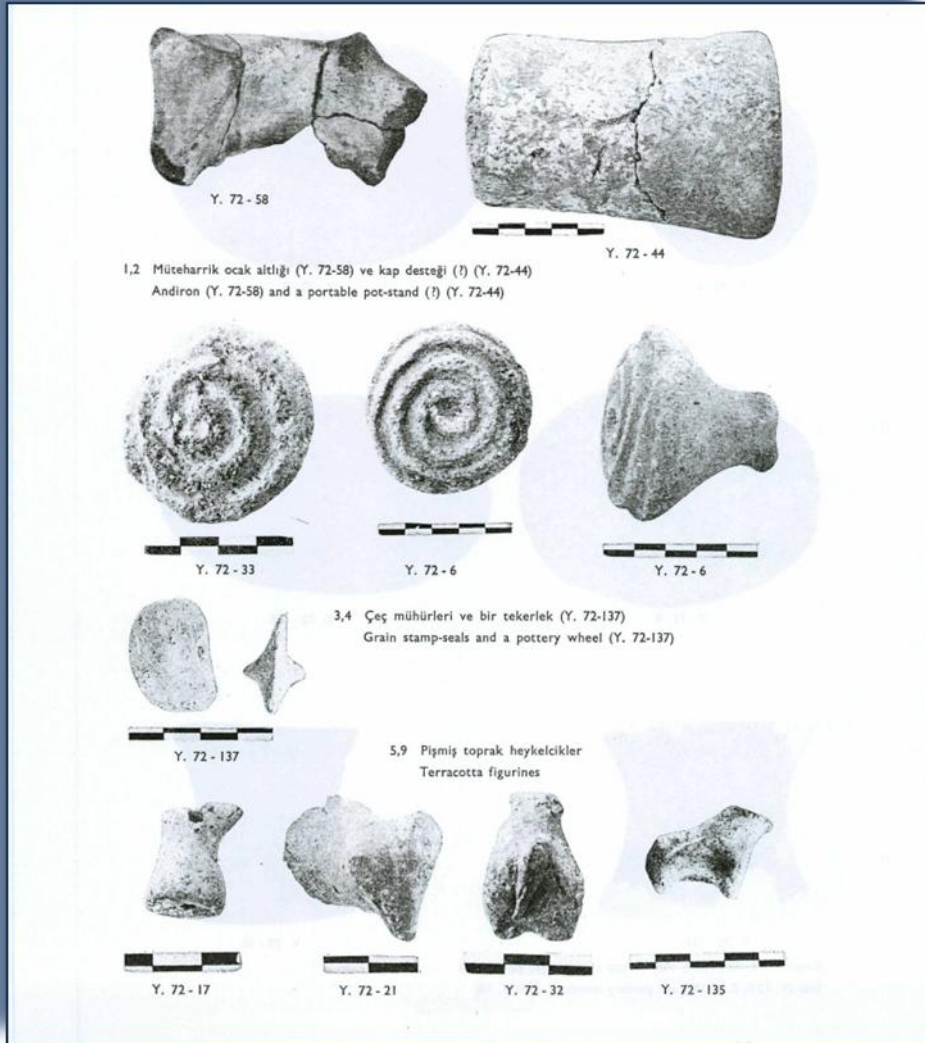 Y. 72 - 58
Y. 72 - 44
1,2 Müteharrik ocak altlığı (Y. 72-58) ve kap desteği (?) (Y. 72-44)
Andiron (Y. 72-58) and a portable pot-stand (?) (Y. 72-44)
Y. 72 - 33
Y. 72 - 6
Y. 72 - 6
3,4 Çeç mühürleri ve bir tekerlek (Y. 72-137)
Grain stamp-seals and a pottery wheel (Y. 72-137)
Y. 72 - 137
5,9 Pişmiş toprak heykelcikler
Terracotta figurines
Y. 72 - 17
Y. 72 - 21
Y. 72 - 32
Y. 72 - 135